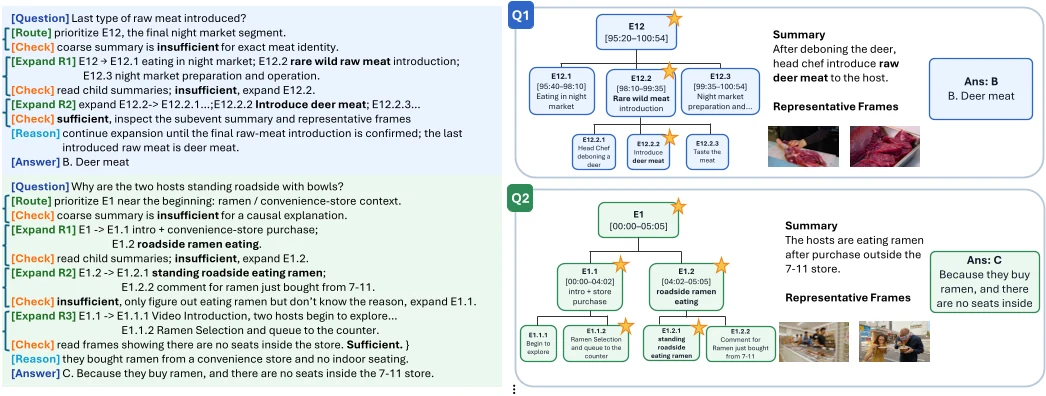 [Question] Last type of raw meat introduced?
[Route] prioritize E12, the final night market segment.
[Check] coarse summary is insufficient for exact meat identity.
[Expand R1] E12 → E12.1 eating in night market; E12.2 rare wild raw meat introduction;
E12.3 night market preparation and operation.
[Check] read child summaries; insufficient, expand E12.2.
[Expand R2] expand E12.2-> E12.2.1...;E12.2.2 Introduce deer meat; E12.2.3...
[Check] sufficient, inspect the subevent summary and representative frames
[Reason] continue expansion until the final raw-meat introduction is confirmed; the last
introduced raw meat is deer meat.
[Answer] B. Deer meat
[Question] Why are the two hosts standing roadside with bowls?
[Route] prioritize E1 near the beginning: ramen / convenience-store context.
[Check] coarse summary is insufficient for a causal explanation.
[Expand R1] E1 -> E1.1 intro + convenience-store purchase;
E1.2 roadside ramen eating.
[Check] read child summaries; insufficient, expand E1.2.
[Expand R2] E1.2 -> E1.2.1 standing roadside eating ramen;
E1.2.2 comment for ramen just bought from 7-11.
[Check] insufficient, only figure out eating ramen but don't know the reason, expand E1.1.
[Expand R3] E1.1 -> E1.1.1 Video Introduction, two hosts begin to explore...
E1.1.2 Ramen Selection and queue to the counter.
[Check] read frames showing there are no seats inside the store. Sufficient. }
[Reason] they bought ramen from a convenience store and no indoor seating.
[Answer] C. Because they buy ramen, and there are no seats inside the 7-11 store.
Q1
E12
[95:20–100:54]
E12.1
[95:40–98:10]
Eating in night
market
E12.2
[98:10–99:35]
Rare wild meat
introduction
E12.3
[99:35–100:54]
Night market
preparation and...
E12.2.1
Head Chef
deboning a
deer
E12.2.2
Introduce
deer meat
E12.2.3
Taste the
meat
Summary
After deboning the deer,
head chef introduce raw
deer meat to the host.
Representative Frames
Ans: B
B. Deer meat
Q2
E1
[00:00–05:05]
E1.1
[00:00–04:02]
intro + store
purchase
E1.2
[04:02–05:05]
roadside ramen
eating
E1.1.1
Begin to
explore
E1.1.2
Ramen Selection
and queue to the
counter
E1.2.1
standing
roadside
eating ramen
E1.2.2
Comment for
Ramen just bought
from 7-11
Summary
The hosts are eating ramen
after purchase outside the
7-11 store.
Representative Frames
Ans: C
Because they buy
ramen, and there
are no seats inside
⋮